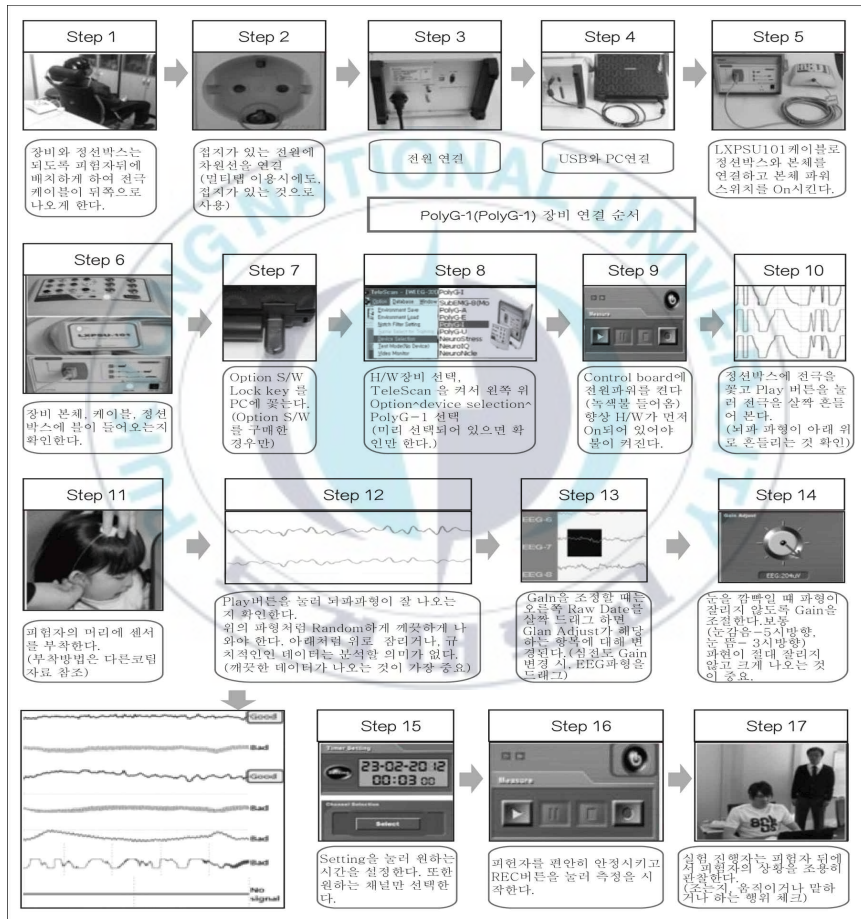 Step 1
장비와 정선박스는
되도록 피험자뒤에
배치하게 하여 전극
케이블이 뒤쪽으로
나오게 한다.
Step 2
접지가 있는 전원에
차원선을 연결
(멀티탭 이용시에도,
접지가 있는 것으로
사용)
Step 3
전원 연결
Step 4
USB와 PC연결
Step 5
LXPSU101케이블로
정선박스와 본체를
연결하고 본체 파워
스위치를 On시킨다.
PolyG-1(PolyG-1) 장비 연결 순서
Step 6
LXPSU-101
장비 본체, 케이블, 정선
박스에 불이 들어오는지
확인한다.
Step 7
Option S/W
Lock key 를
PC에 꽂는다.
(Option S/W
를 구매한
경우만)
Step 8
Option Database Window
Environment Save
Environment Load
Notch Filter Setting
Device Selection
Video Monitor
PolyG-I
PolyG-A
PolyG-E
PolyG-I
PolyG-U
NeuroStress
NeuroIQ
NeuroNicle
H/W장비 선택,
TeleScan 을 켜서 왼쪽 위
Option^device selection^
PolyG-1 선택
(미리 선택되어 있으면 확
인만 한다.)
Step 9
Measure
Control board에
전원파워를 켠다
(녹색불 들어옴)
향상 H/W가 먼저
On되어 있어야
불이 켜진다.
Step 10
정선박스에 전극을
꽂고 Play 버튼을 눌
러 전극을 살짝 흔들
어 본다.
(뇌파 파형이 아래 위
로 흔들리는 것 확인)
Step 11
피험자의 머리에 센서
를 부착한다.
(부착방법은 다른코팀
자료 참조)
Step 12
Play버튼을 눌러 뇌파파형이 잘 나오는
지 확인한다.
위의 파형처럼 Random하게 깨끗하게 나
와야 한다. 아래처럼 위로 잘리거나, 규
칙적인인 데이터는 분석할 의미가 없다.
(깨끗한 데이터가 나오는 것이 가장 중요)
Step 13
EEG-6
EEG-7
EEG-8
Gain을 조정할 때는
오른쪽 Raw Date를
살짝 드래그 하면
Glan Adjust가 해당
하는 항목에 대해 변
경된다.(심전도 Gain
변경 시, EEG파형을
드래그)
Step 14
Gain Adjust
EEG:204uV
눈을 깜빡일 때 파형이
잘리지 않도록 Gain을
조절한다.보통
(눈감음-5시방향,
눈 뜸- 3시방향)
파현이 절대 잘리지
않고 크게 나오는 것
이 중요.
Good
Bad
Good
Bad
Bad
Bad
No
signal
Step 15
Timer Setting
23-02-2012
00:03 00
Channel Selection
Select
Setting을 눌러 원하는
시간을 설정한다. 또한
원하는 채널만 선택한
다.
Step 16
Measure
피헌자를 편안히 안정시키고
REC버튼을 눌러 측정을 시
작한다.
Step 17
실험 진행자는 피험자 뒤에
서 피험자의 상황을 조용히
관찰한다.
(조는지, 움직이거나 말하
거나 하는 행위 체크)